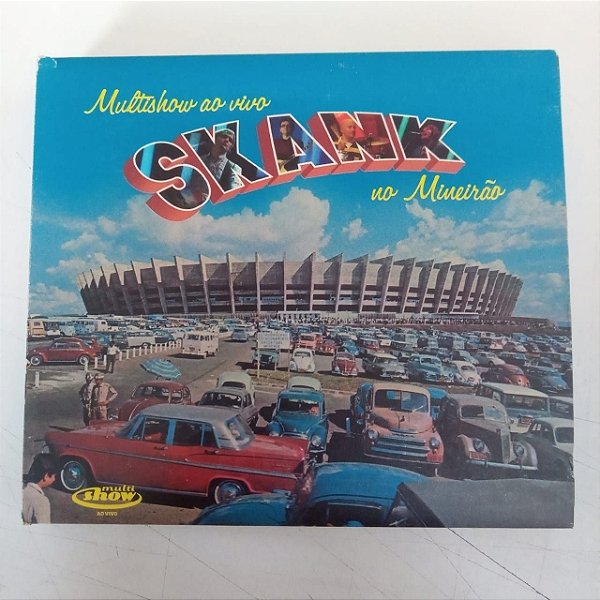 Multishow ao vivo
SKANK
no Mineirão
multi
show
AO VIVO